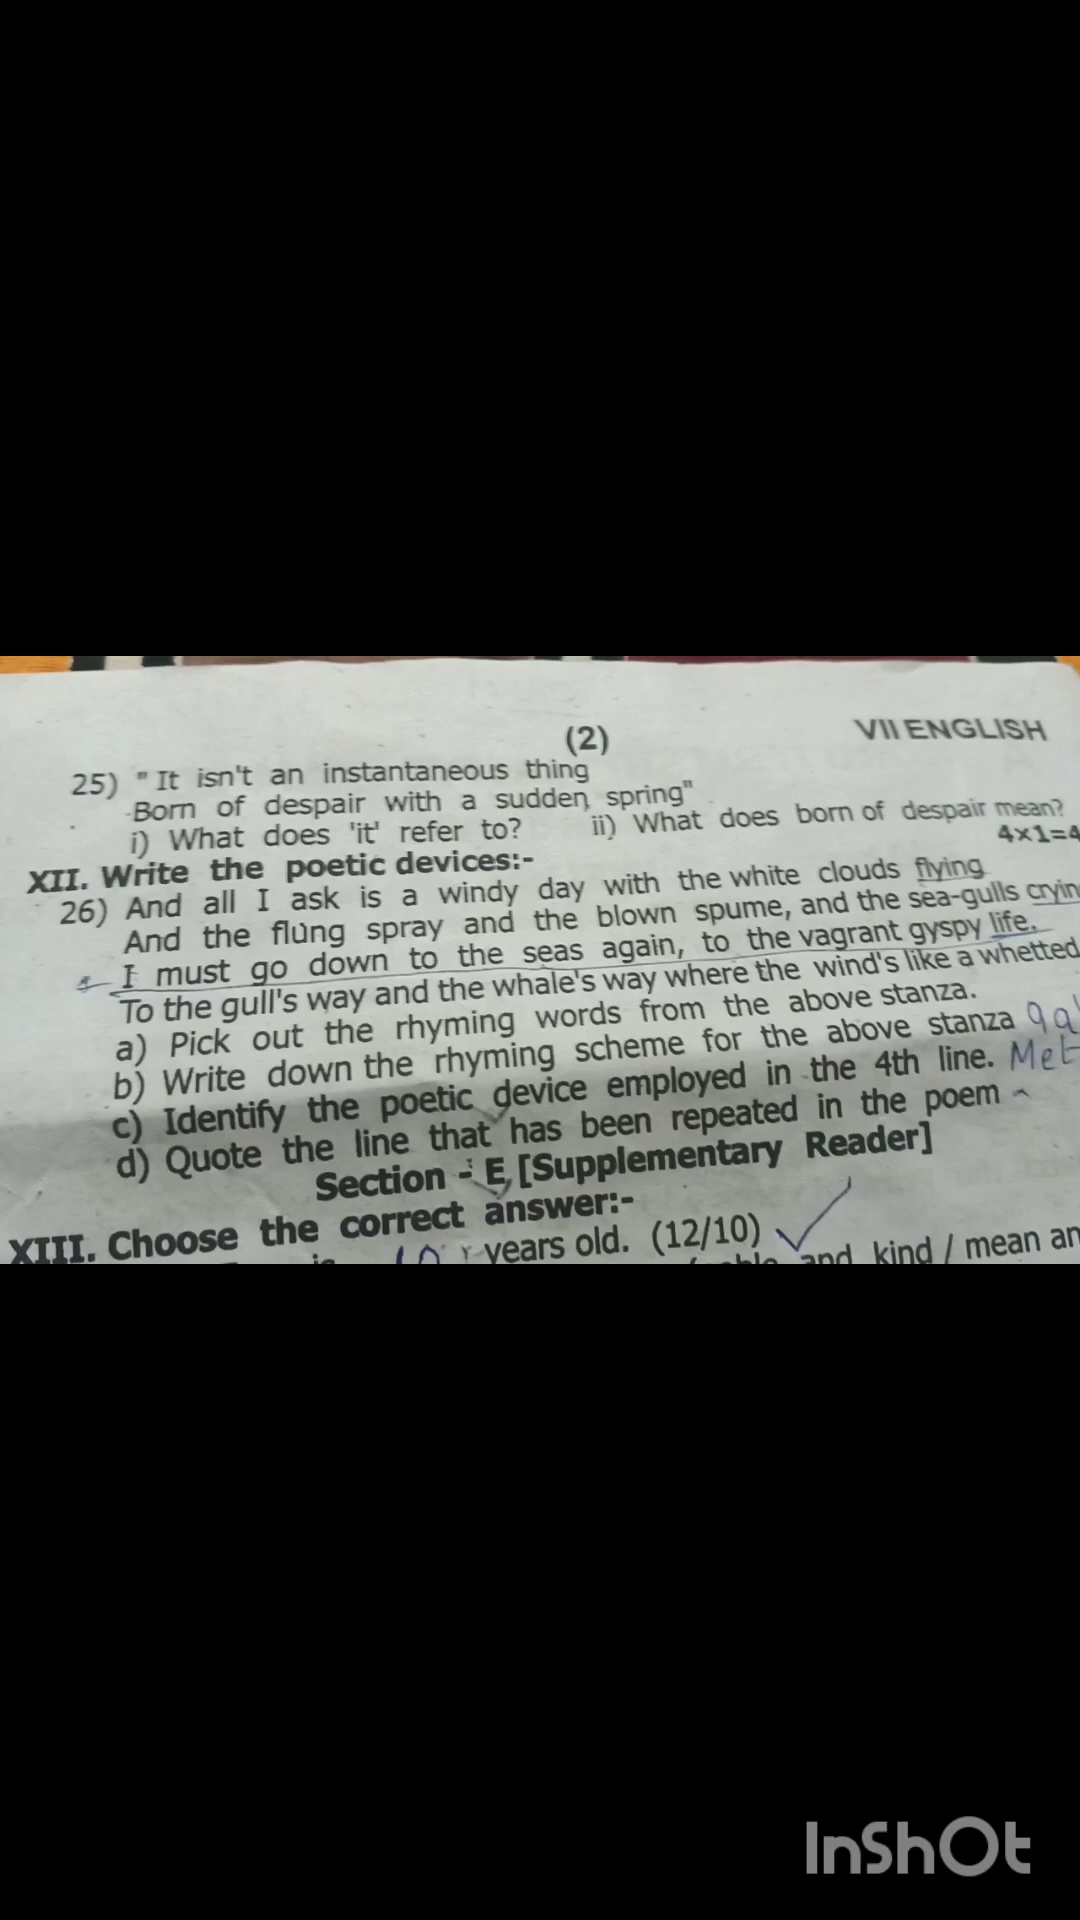 (2)
VII ENGLISH
25) " It isn't an instantaneous thing
Born of despair with a sudden spring"
i) What does 'it' refer to? ii) What does born of despair mean?
4x1=4
XII. Write the poetic devices:-
26) And all I ask is a windy day with the white clouds flying
And the flung spray and the blown spume, and the sea-gulls cryin
I must go down to the seas again, to the vagrant gyspy life.
To the gull's way and the whale's way where the wind's like a whetted
a) Pick out the rhyming words from the above stanza.
b) Write down the rhyming scheme for the above stanza
c) Identify the poetic device employed in the 4th line. Met
d) Quote the line that has been repeated in the poem
Section - E [Supplementary Reader]
XIII. Choose the correct answer:-
is 10 years old. (12/10)
and kind / mean an
InShOt